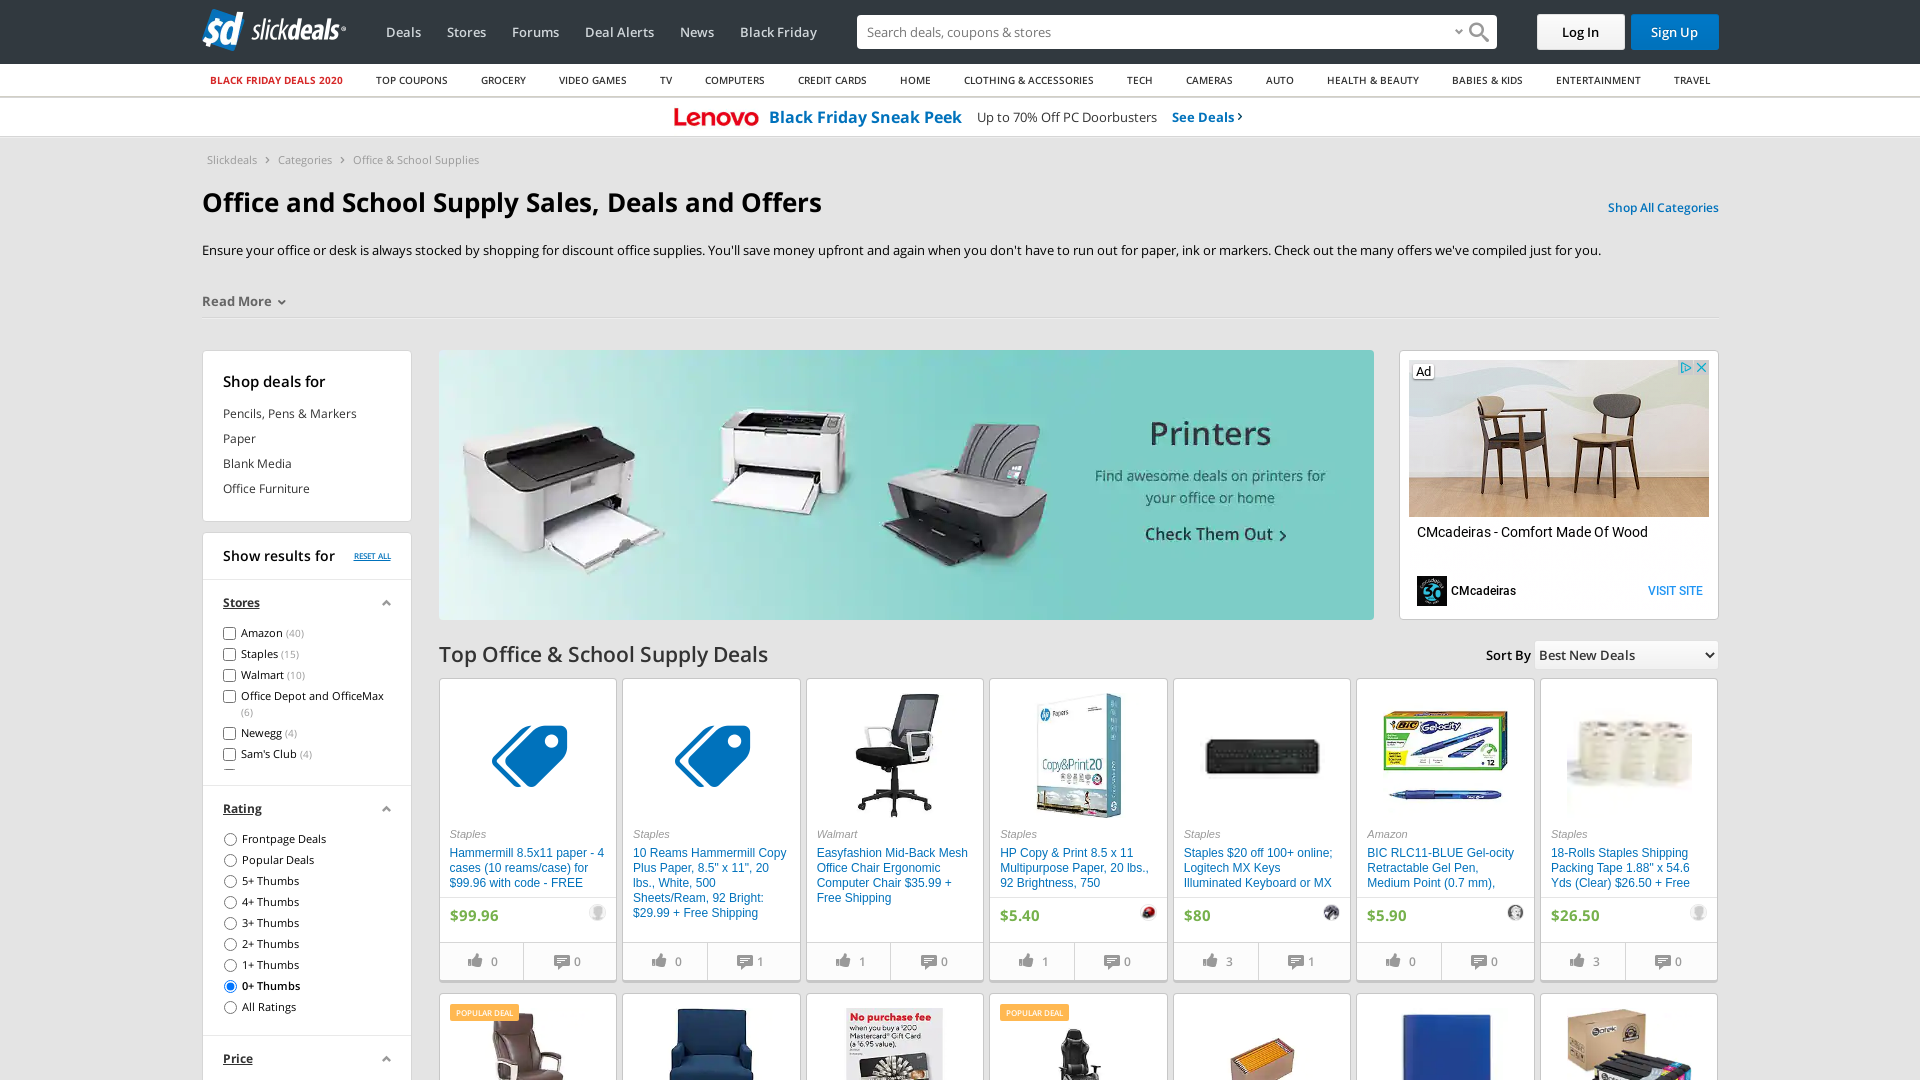 sd slickdeals
Deals
Stores
Forums
Deal Alerts
News
Black Friday
Search deals, coupons & stores
Log In
Sign Up
BLACK FRIDAY DEALS 2020
TOP COUPONS
GROCERY
VIDEO GAMES
TV
COMPUTERS
CREDIT CARDS
HOME
CLOTHING & ACCESSORIES
TECH
CAMERAS
AUTO
HEALTH & BEAUTY
BABIES & KIDS
ENTERTAINMENT
TRAVEL
Lenovo Black Friday Sneak Peek Up to 70% Off PC Doorbusters See Deals
Slickdeals > Categories > Office & School Supplies
Office and School Supply Sales, Deals and Offers
Shop All Categories
Ensure your office or desk is always stocked by shopping for discount office supplies. You'll save money upfront and again when you don't have to run out for paper, ink or markers. Check out the many offers we've compiled just for you.
Read More
Shop deals for
Pencils, Pens & Markers
Paper
Blank Media
Office Furniture
Show results for
RESET ALL
Stores
Amazon (40)
Staples (15)
Walmart (10)
Office Depot and OfficeMax
(6)
Newegg (4)
Sam's Club (4)
Rating
Frontpage Deals
Popular Deals
5+ Thumbs
4+ Thumbs
3+ Thumbs
2+ Thumbs
1+ Thumbs
0+ Thumbs
All Ratings
Price
Printers
Find awesome deals on printers for
your office or home
Check Them Out
Ad
CMcadeiras - Comfort Made Of Wood
CMcadeiras
VISIT SITE
Top Office & School Supply Deals
Sort By Best New Deals
Staples
Hammermill 8.5x11 paper - 4
cases (10 reams/case) for
$99.96 with code - FREE
$99.96
0
0
Staples
10 Reams Hammermill Copy
Plus Paper, 8.5" x 11", 20
lbs., White, 500
Sheets/Ream, 92 Bright:
$29.99 + Free Shipping
0
1
Walmart
Easyfashion Mid-Back Mesh
Office Chair Ergonomic
Computer Chair $35.99 +
Free Shipping
1
0
hp Papers
Copy&Print20
Staples
HP Copy & Print 8.5 x 11
Multipurpose Paper, 20 lbs.,
92 Brightness, 750
$5.40
1
0
Staples
Staples $20 off 100+ online;
Logitech MX Keys
Illuminated Keyboard or MX
$80
3
1
BIC Gelocity
12
Amazon
BIC RLC11-BLUE Gel-ocity
Retractable Gel Pen,
Medium Point (0.7 mm),
$5.90
0
0
Staples
18-Rolls Staples Shipping
Packing Tape 1.88" x 54.6
Yds (Clear) $26.50 + Free
$26.50
3
0
POPULAR DEAL
No purchase fee
when you buy a $200
Mastercard Gift Card
(a $6.95 value).
POPULAR DEAL